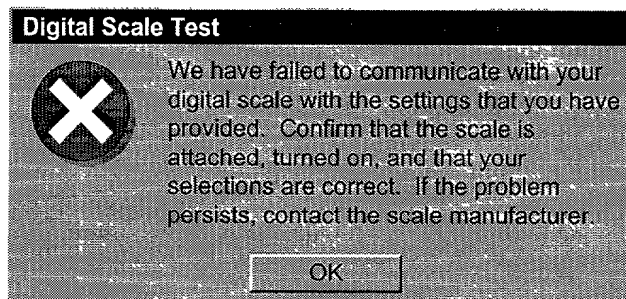 Digital Scale Test
We have failed to communicate with your
digital scale with the settings that you have
provided. Confirm that the scale is
attached, turned on, and that your
selections are correct. If the problem
persists, contact the scale manufacturer.
OK